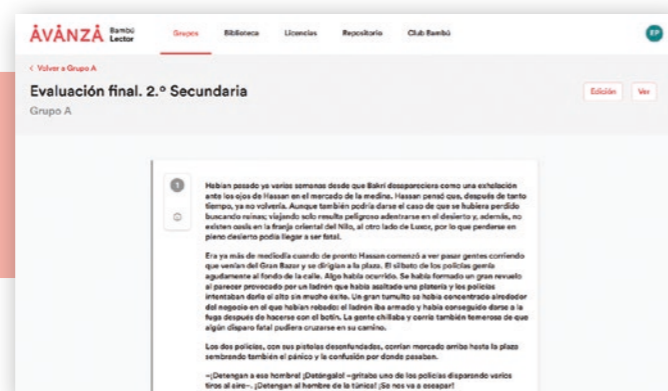 ÁVÁNZÁ Bambú Lector
Grupos Biblioteca Licencias Repositorio Club Bambú EP
< Volver a Grupo A
Evaluación final. 2.º Secundaria
Edición Ver
Grupo A
1
Habían pasado ya varias semanas desde que Bakrí desapareciera como una exhalación
ante los ojos de Hassan en el mercado de la medina. Hassan pensó que, después de tanto
tiempo, ya no volvería. Aunque también podría darse el caso de que se hubiera perdido
buscando ruinas; viajando solo resulta peligroso adentrarse en el desierto y, además, no
existen oasis en la franja oriental del Nilo, al otro lado de Luxor, por lo que perderse en
pleno desierto podía llegar a ser fatal.
Era ya más de mediodía cuando de pronto Hassan comenzó a ver pasar gentes corriendo
que venían del Gran Bazar y se dirigían a la plaza. El silbato de los policías gemía
agudamente al fondo de la calle. Algo había ocurrido. Se había formado un gran revuelo
al parecer provocado por un ladrón que había asaltado una platería y los policías
intentaban darle el alto sin mucho éxito. Un gran tumulto se había concentrado alrededor
del negocio en el que habían robado: el ladrón iba armado y había conseguido darse a la
fuga después de hacerse con el botín. La gente chillaba y corría también temerosa de que
algún disparo fatal pudiera cruzarse en su camino.
Los dos policías, con sus pistolas desenfundadas, corrían mercado arriba hasta la plaza
sembrando también el pánico y la confusión por donde pasaban.
–¡Detengan a ese hombre! ¡Deténgalo! –gritaba uno de los policías disparando varios
tiros al aire–. ¡Detengan al hombre de la túnica! ¡Se nos va a escapar!